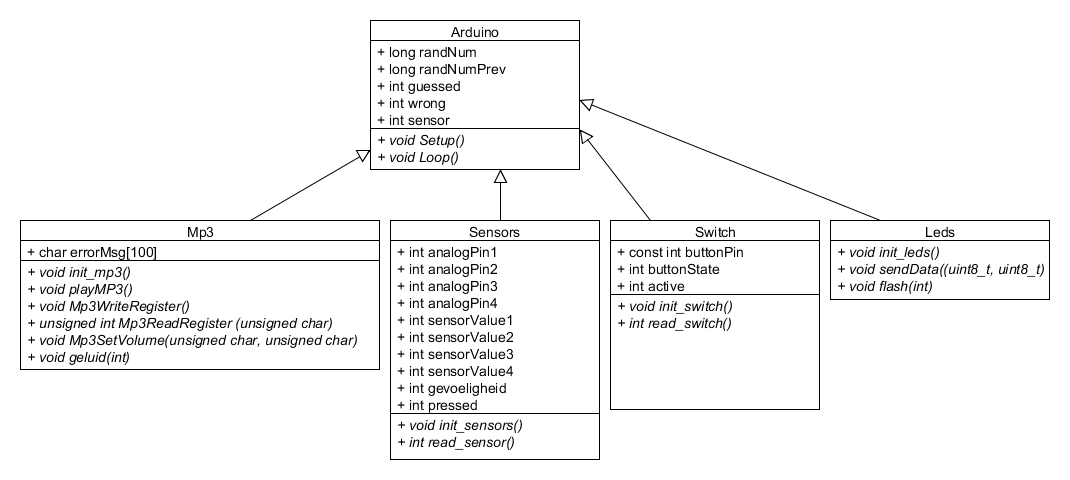 Arduino
+ long randNum
+ long randNumPrev
+ int guessed
+ int wrong
+ int sensor
+ void Setup()
+ void Loop()
Mp3
+ char errorMsg[100]
+ void init_mp3()
+ void playMP3()
+ void Mp3WriteRegister()
+ unsigned int Mp3ReadRegister (unsigned char)
+ void Mp3SetVolume(unsigned char, unsigned char)
+ void geluid(int)
Sensors
+ int analogPin1
+ int analogPin2
+ int analogPin3
+ int analogPin4
+ int sensorValue1
+ int sensorValue2
+ int sensorValue3
+ int sensorValue4
+ int gevoeligheid
+ int pressed
+ void init_sensors()
+ int read_sensor()
Switch
+ const int buttonPin
+ int buttonState
+ int active
+ void init_switch()
+ int read_switch()
Leds
+ void init_leds()
+ void sendData((uint8_t, uint8_t)
+ void flash(int)